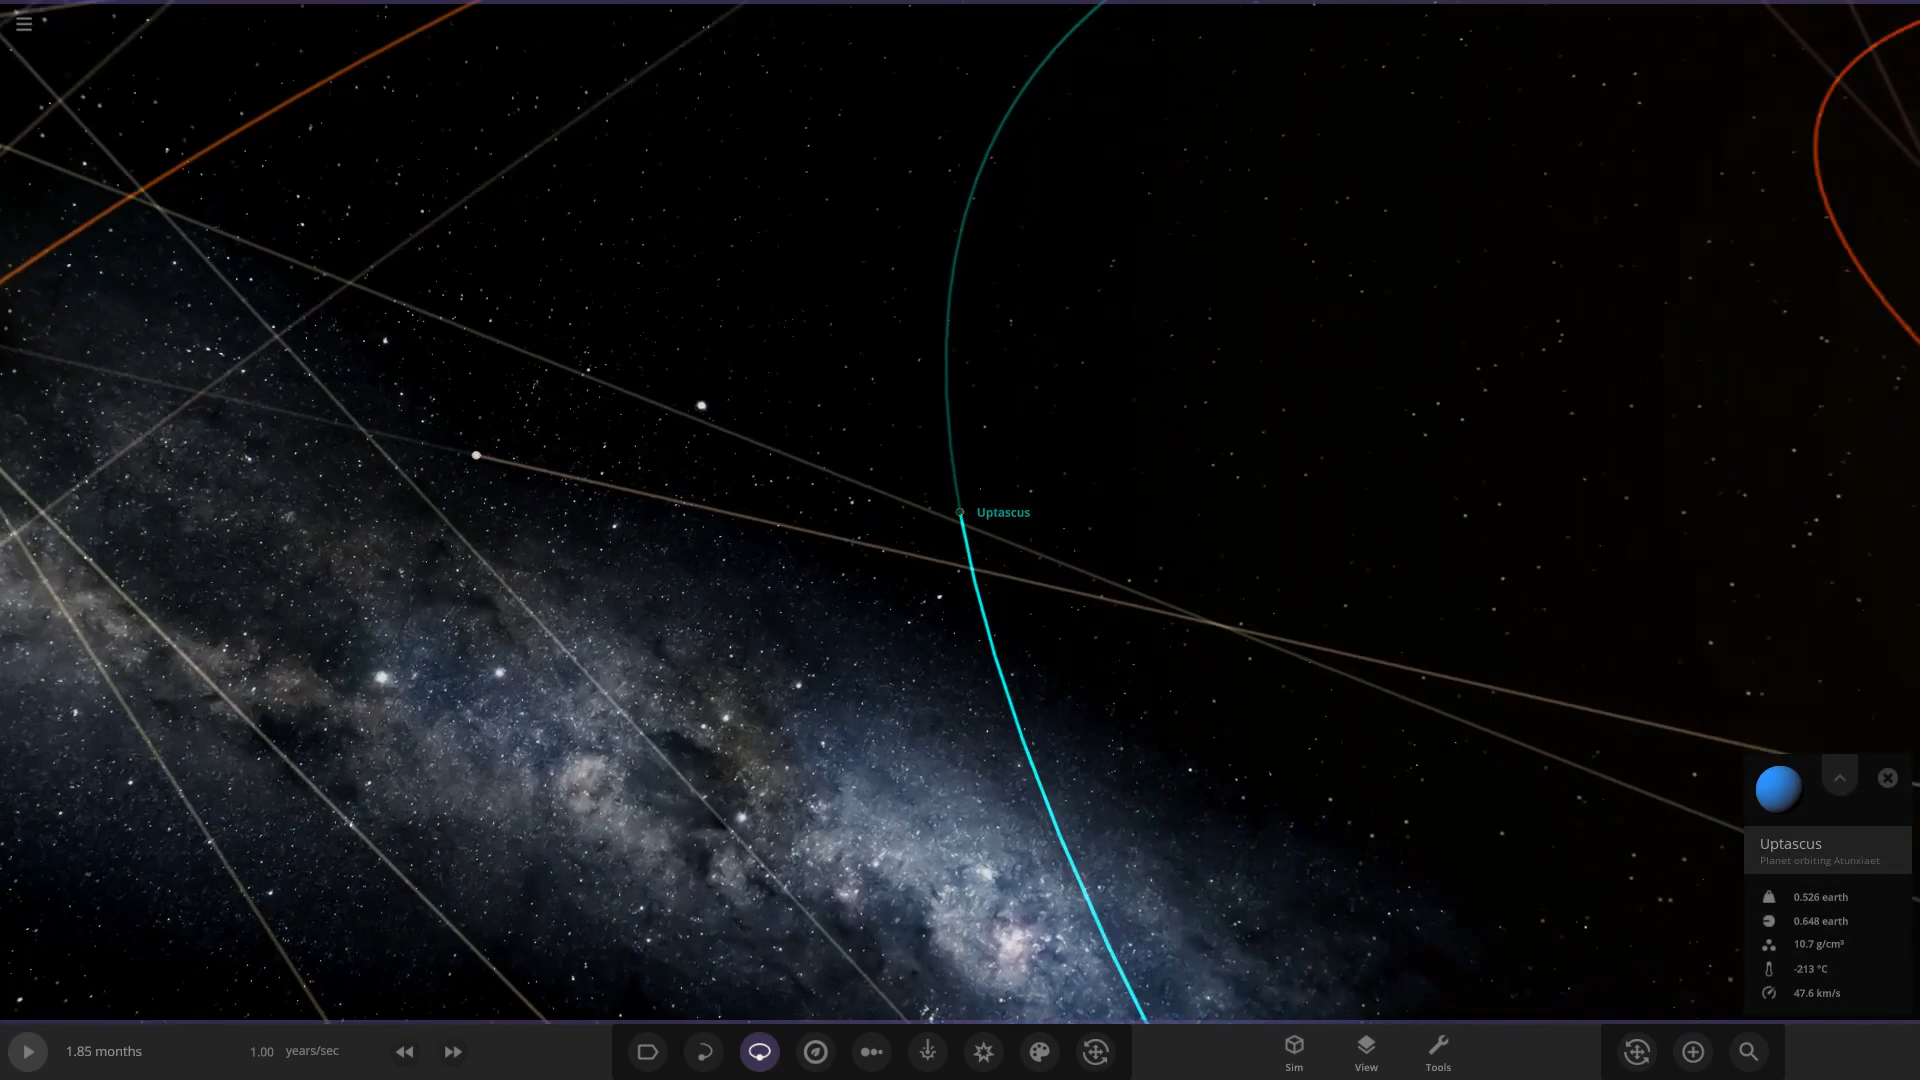 Uptascus
Uptascus
Planet orbiting Atunxiaet
0.526 earth
0.648 earth
10.7 g/cm³
-213 °C
47.6 km/s
1.85 months
1.00 years/sec
Sim
View
Tools